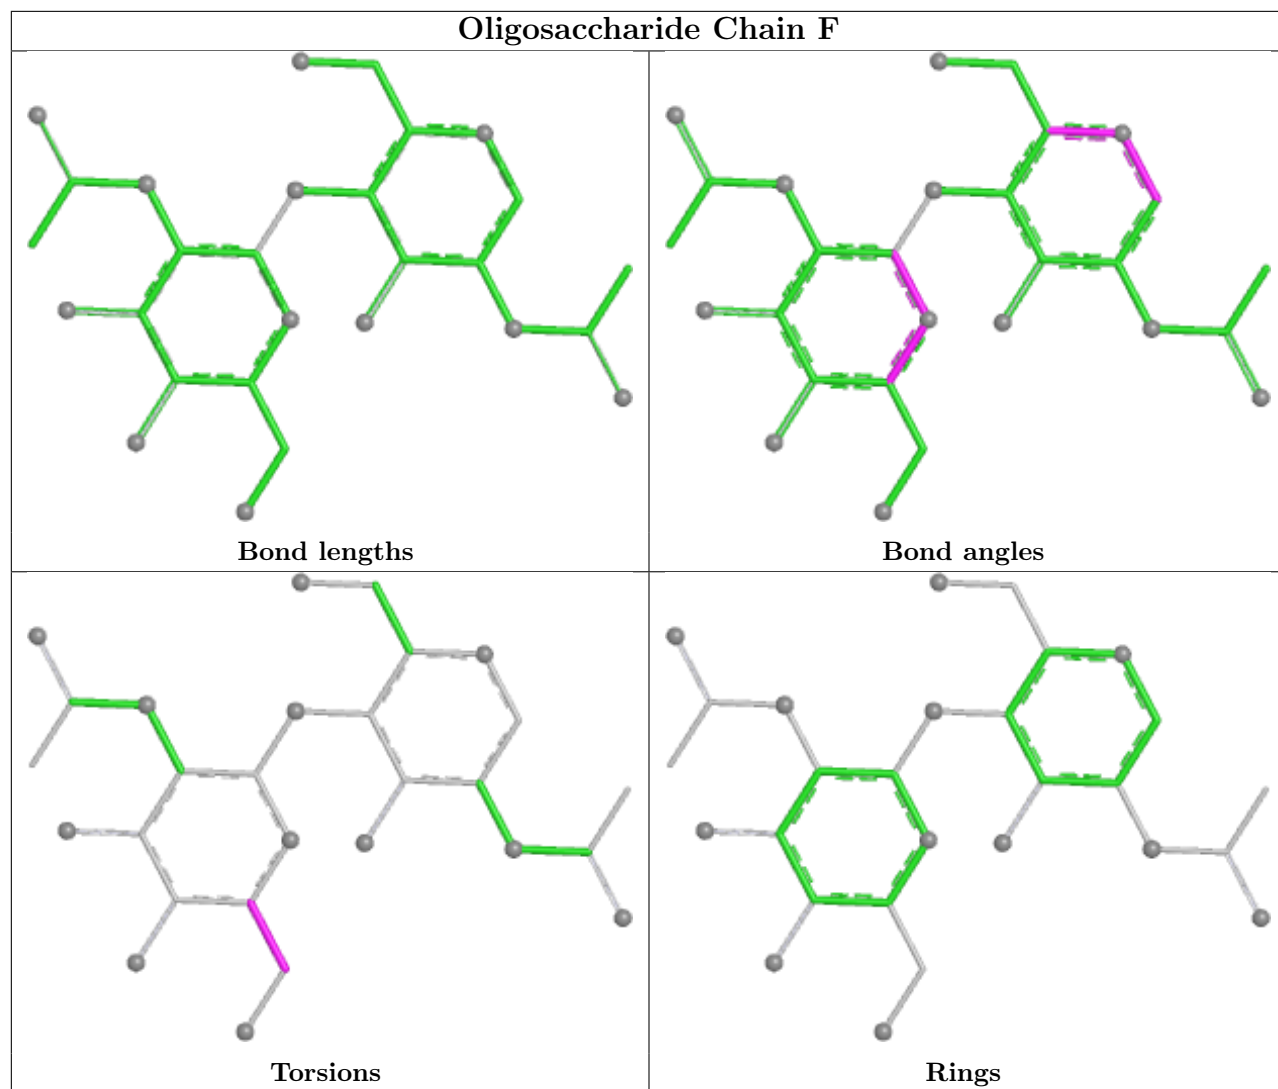 Oligosaccharide Chain F
Bond lengths
Bond angles
Torsions
Rings